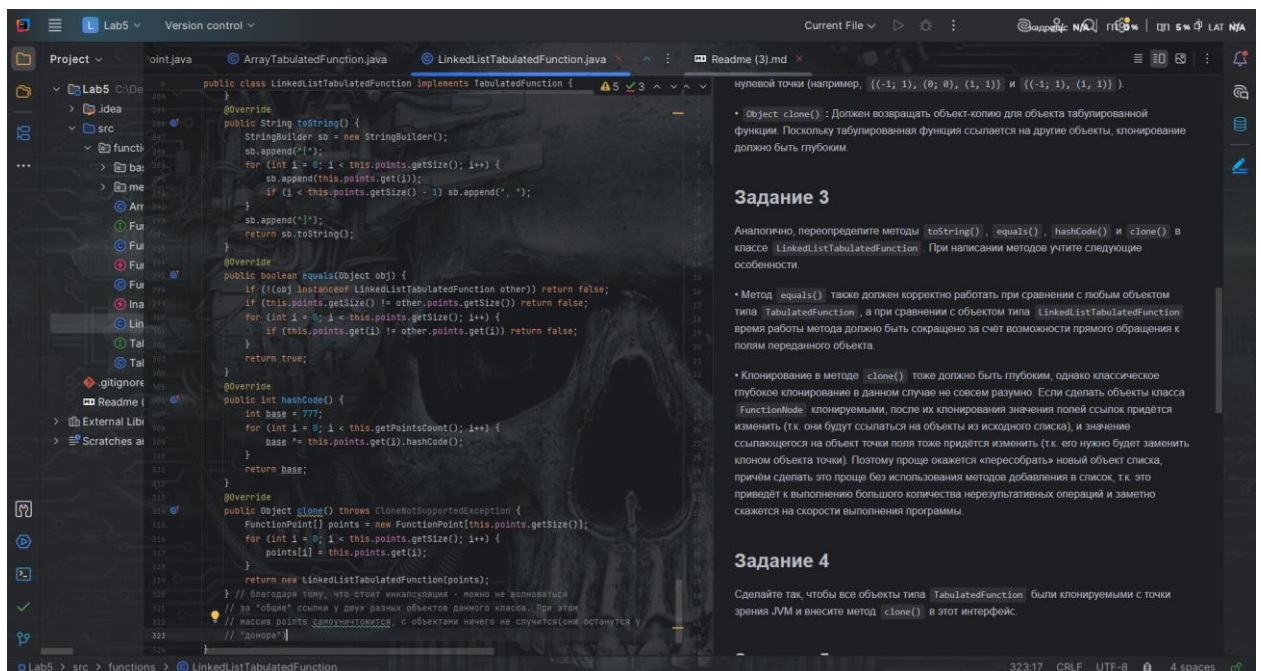 Lab5
Version control
Current File
LAT
Project
Point.java
ArrayTabulatedFunction.java
LinkedListTabulatedFunction.java
Readme (3).md
Lab5
.idea
src
functi
bas
me
Arr
Fun
Fu
Fu
Fu
Ina
Lin
Tal
Tal
.gitignore
Readme (
External Libr
Scratches an
public class LinkedListTabulatedFunction implements TabulatedFunction {
5
3
}
@Override
public String toString() {
StringBuilder sb = new StringBuilder();
sb.append("[");
for (int i = 0; i < this.points.getSize(); i++) {
sb.append(this.points.get(i));
if (i < this.points.getSize() - 1) sb.append(", ");
}
sb.append("]");
return sb.toString();
}
@Override
public boolean equals(Object obj) {
if (!(obj instanceof LinkedListTabulatedFunction other)) return false;
if (this.points.getSize() != other.points.getSize()) return false;
for (int i = 0; i < this.points.getSize(); i++) {
if (this.points.get(i) != other.points.get(i)) return false;
}
return true;
}
@Override
public int hashCode() {
int base = 777;
for (int i = 0; i < this.getPointsCount(); i++) {
base ^= this.points.get(i).hashCode();
}
return base;
}
@Override
public Object clone() throws CloneNotSupportedException {
FunctionPoint[] points = new FunctionPoint[this.points.getSize()];
for (int i = 0; i < this.points.getSize(); i++) {
points[i] = this.points.get(i);
}
return new LinkedListTabulatedFunction(points);
} // благодаря тому, что стоит инкапсуляция - можно не волноваться
// за "общие" ссылки у двух разных объектов данного класса. При этом
// массив points самоуничтожится, с объектами ничего не случится(они останутся у
// "донора")
}
нулевой точки (например, {(-1; 1), (0; 0), (1, 1)} и {(-1; 1), (1, 1)} ).
• Object clone() : Должен возвращать объект-копию для объекта табулированной
функции. Поскольку табулированная функция ссылается на другие объекты, клонирование
должно быть глубоким.
Задание 3
Аналогично, переопределите методы toString() , equals() , hashCode() и clone() в
классе LinkedListTabulatedFunction . При написании методов учтите следующие
особенности.
• Метод equals() также должен корректно работать при сравнении с любым объектом
типа TabulatedFunction , а при сравнении с объектом типа LinkedListTabulatedFunction
время работы метода должно быть сокращено за счёт возможности прямого обращения к
полям переданного объекта.
• Клонирование в методе clone() тоже должно быть глубоким, однако классическое
глубокое клонирование в данном случае не совсем разумно. Если сделать объекты класса
FunctionNode клонируемыми, после их клонирования значения полей ссылок придётся
изменить (т.к. они будут ссылаться на объекты из исходного списка), и значение
ссылающегося на объект точки поля тоже придётся изменить (т.к. его нужно будет заменить
клоном объекта точки). Поэтому проще окажется «пересобрать» новый объект списка,
причём сделать это проще без использования методов добавления в список, т.к. это
приведёт к выполнению большого количества нерезультативных операций и заметно
скажется на скорости выполнения программы.
Задание 4
Сделайте так, чтобы все объекты типа TabulatedFunction были клонируемыми с точки
зрения JVM и внесите метод clone() в этот интерфейс.
Lab5 > src > functions > LinkedListTabulatedFunction
323:17 CRLF UTF-8 4 spaces